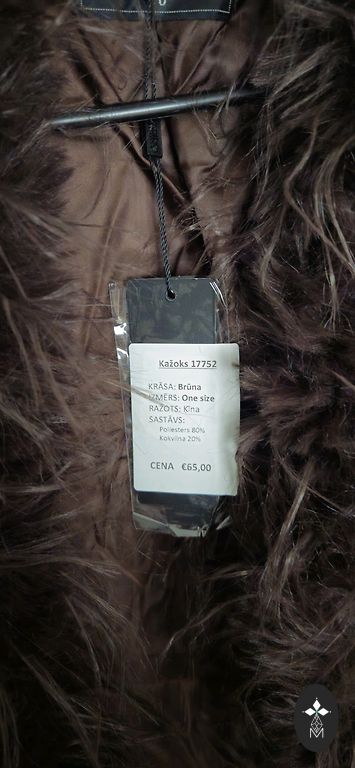 Kažoks 17752
KRĀSA: Brūna
IZMĒRS: One size
RAŽOTS: Ķīna
SASTĀVS:
Poliesters 80%
Kokvilna 20%
CENA €65,00
M